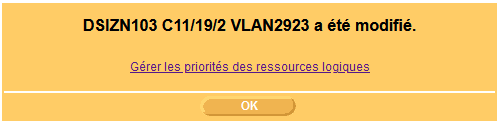 DSIZN103 C11/19/2 VLAN2923 a été modifié.
Gérer les priorités des ressources logiques
OK